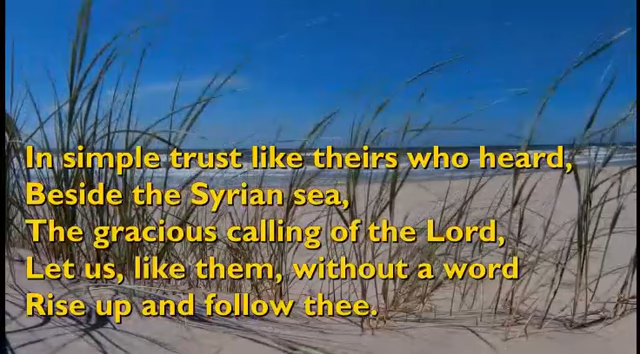 In simple trust like theirs who heard,
Beside the Syrian sea,
The gracious calling of the Lord,
Let us, like them, without a word
Rise up and follow thee.